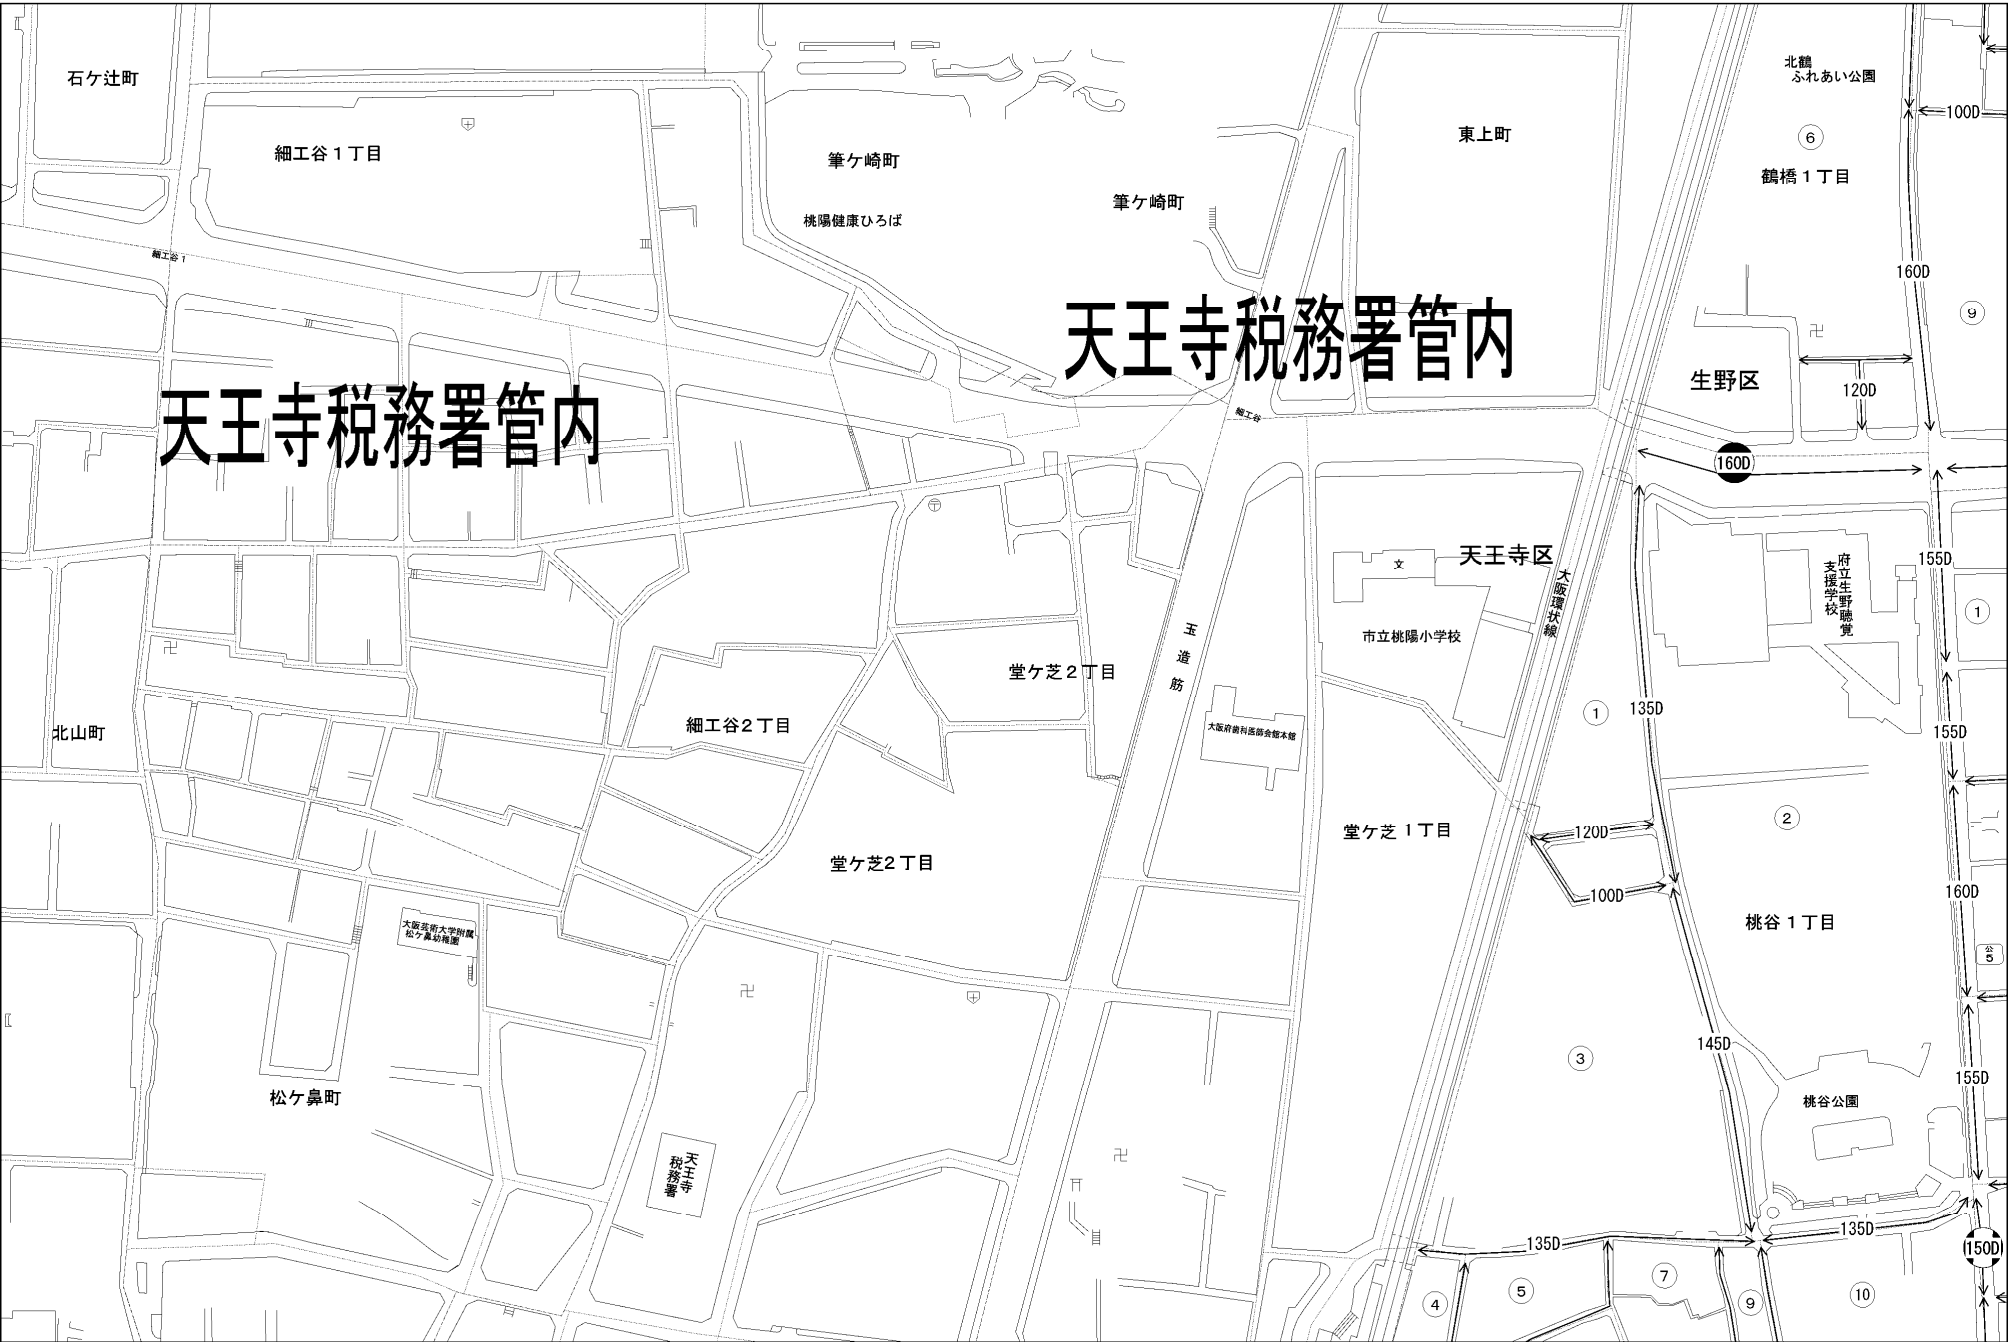 石ケ辻町
細工谷１丁目
筆ケ崎町
桃陽健康ひろば
筆ケ崎町
東上町
北鶴
ふれあい公園
100D
6
鶴橋１丁目
細工谷1
160D
9
天王寺税務署管内
天王寺税務署管内
生野区
120D
細工谷
160D
天王寺区
文
大阪環状線
市立桃陽小学校
府立生野聴覚
支援学校
155D
1
玉造筋
堂ケ芝２丁目
細工谷２丁目
北山町
大阪府歯科医師会館本館
1
135D
155D
2
堂ケ芝１丁目
120D
堂ケ芝２丁目
100D
160D
桃谷１丁目
大阪芸術大学附属
松ケ鼻幼稚園
公
5
145D
3
155D
松ケ鼻町
桃谷公園
天王寺
税務署
135D
135D
150D
4
5
7
9
10